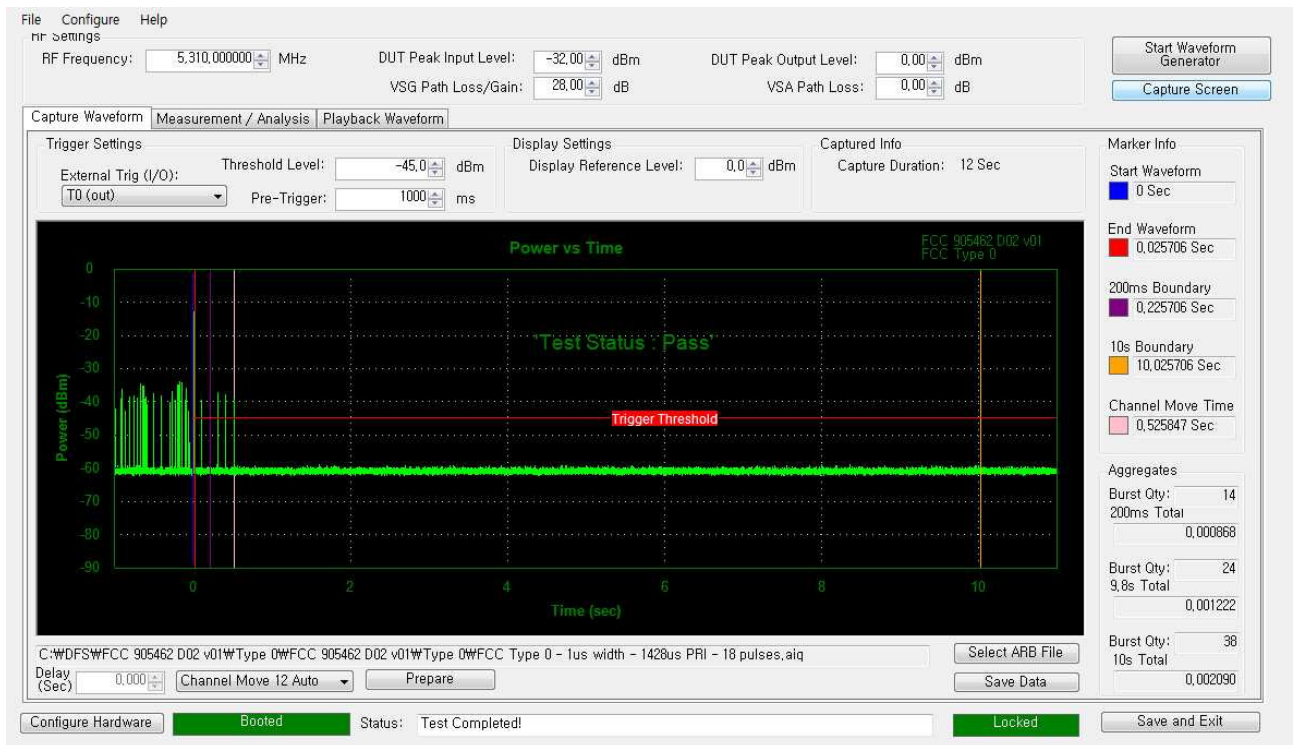 File Configure Help
RF Settings
RF Frequency: 5,310,000000 MHz DUT Peak Input Level: -32,00 dBm DUT Peak Output Level: 0,00 dBm Start Waveform Generator
VSG Path Loss/Gain: 28,00 dB VSA Path Loss: 0,00 dB Capture Screen
Capture Waveform Measurement / Analysis Playback Waveform
Trigger Settings
External Trig (I/O): Threshold Level: -45,0 dBm
T0 (out) Pre-Trigger: 1000 ms
Display Settings
Display Reference Level: 0,0 dBm
Captured Info
Capture Duration: 12 Sec
Marker Info
Start Waveform
0 Sec
End Waveform
0,025706 Sec
200ms Boundary
0,225706 Sec
10s Boundary
10,025706 Sec
Channel Move Time
0,525847 Sec
Power vs Time
FCC 905462 D02 v01
FCC Type 0
'Test Status : Pass'
Trigger Threshold
Power (dBm)
0
-10
-20
-30
-40
-50
-60
-70
-80
-90
0 2 4 6 8 10
Time (sec)
Aggregates
Burst Qty: 14
200ms Total
0,000868
Burst Qty: 24
9,8s Total
0,001222
Burst Qty: 38
10s Total
0,002090
C:₩DFS₩FCC 905462 D02 v01₩Type 0₩FCC 905462 D02 v01₩Type 0₩FCC Type 0 - 1us width - 1428us PRI - 18 pulses,aiq Select ARB File
Delay (Sec) 0,000 Channel Move 12 Auto Prepare Save Data
Configure Hardware Booted Status: Test Completed! Locked Save and Exit